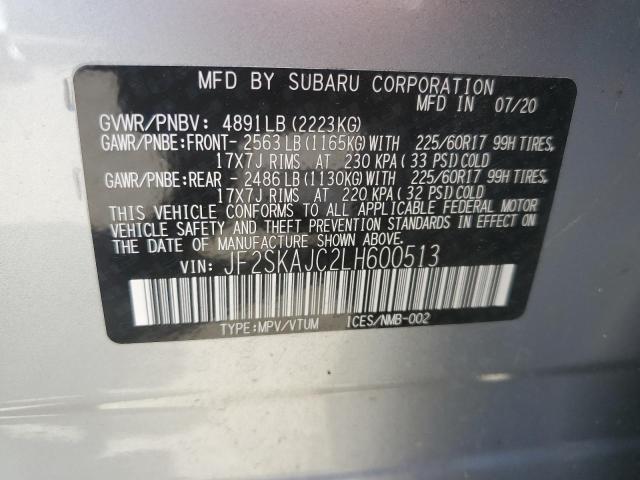 MFD BY SUBARU CORPORATION
MFD IN 07/20
GVWR/PNBV: 4891LB (2223KG)
GAWR/PNBE:FRONT- 2563LB (1165KG)WITH 225/60R17 99H TIRES,
17X7J RIMS AT 230 KPA (33 PSI)COLD
GAWR/PNBE:REAR - 2486LB (1130KG)WITH 225/60R17 99H TIRES,
17X7J RIMS AT 220 KPA (32 PSI)COLD
THIS VEHICLE CONFORMS TO ALL APPLICABLE FEDERAL MOTOR
VEHICLE SAFETY AND THEFT PREVENTION STANDARDS IN EFFECT ON
THE DATE OF MANUFACTURE SHOWN ABOVE.
VIN: JF2SKAJC2LH600513
TYPE:MPV/VTUM ICES/NMB-002